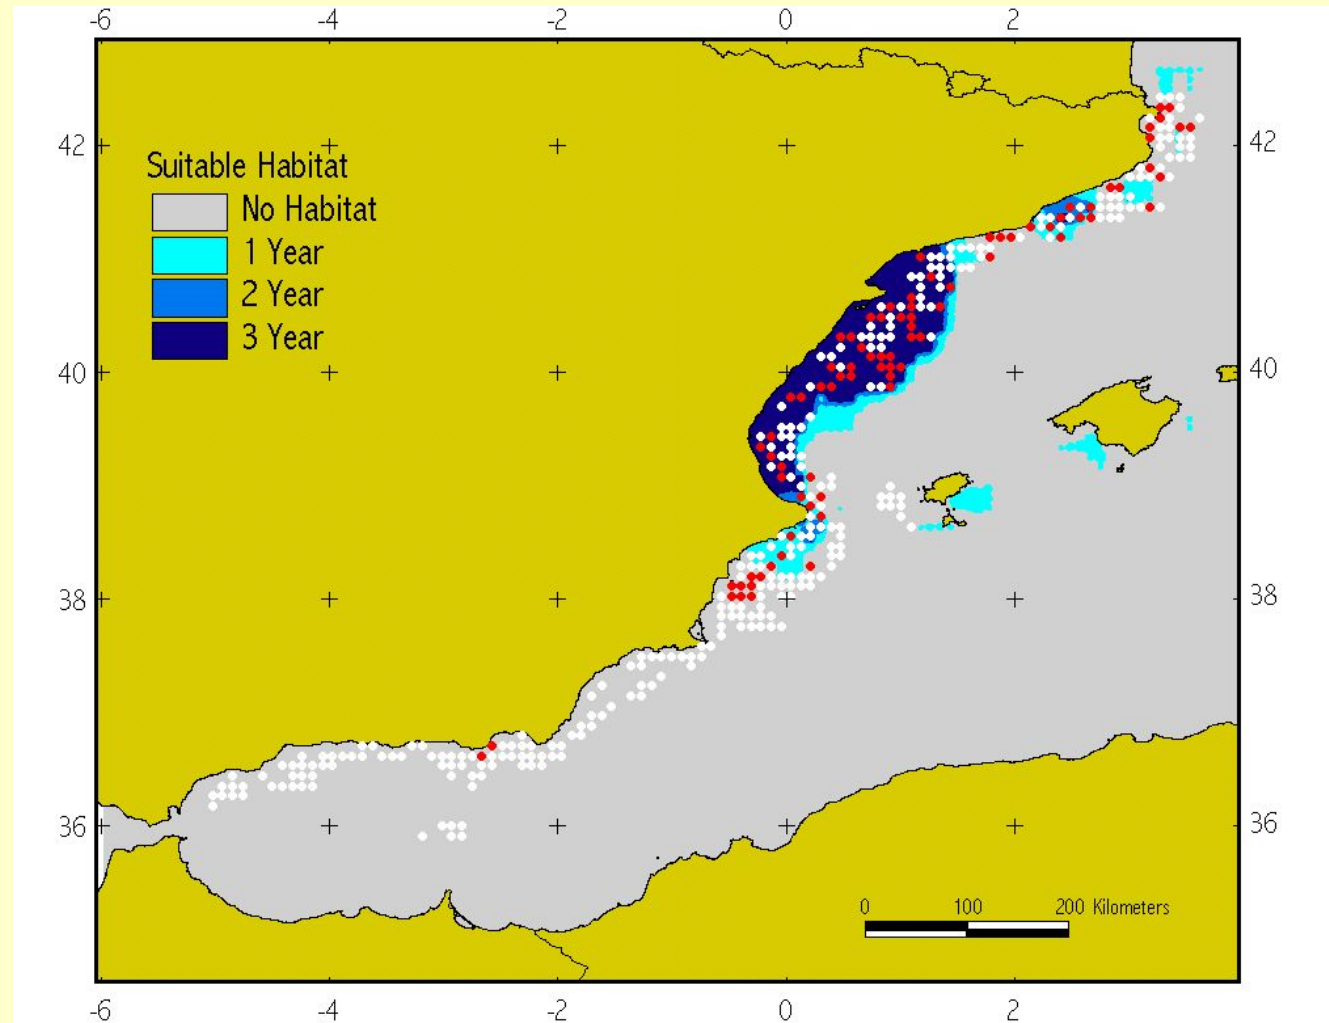 -6 -4 -2 0 2
Suitable Habitat
No Habitat
1 Year
2 Year
3 Year
42 42
40 40
38 38
36 36
0 100 200 Kilometers
-6 -4 -2 0 2